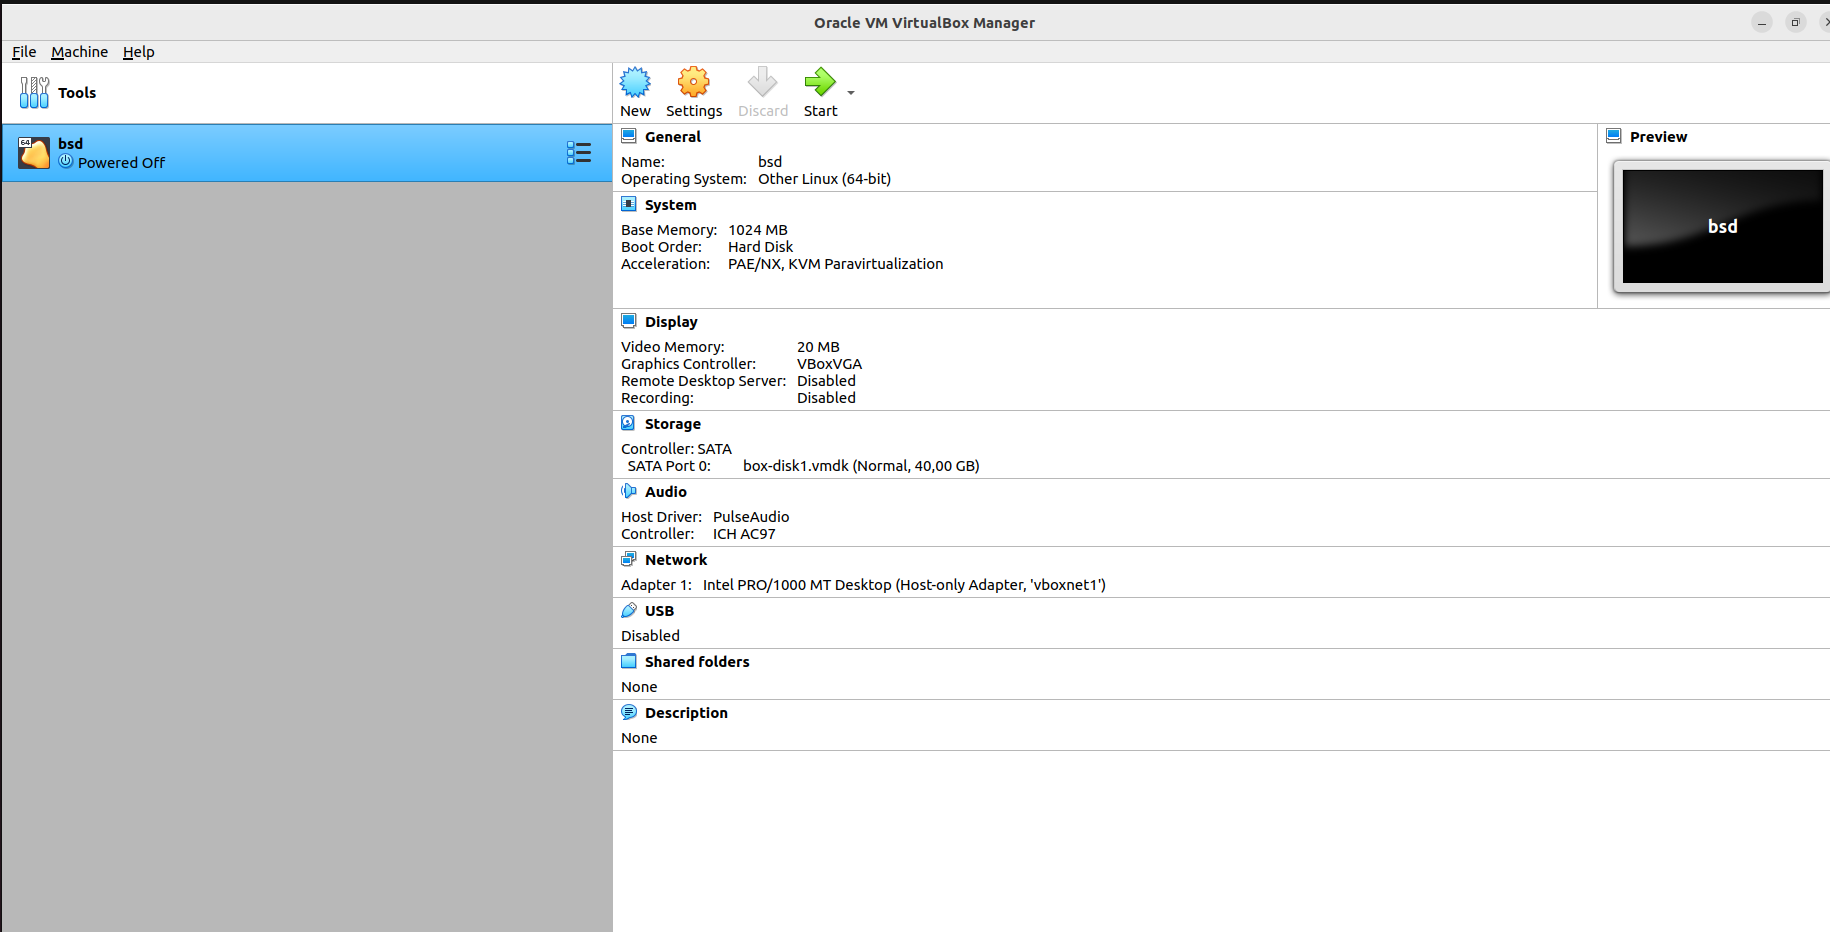 Oracle VM VirtualBox Manager
File Machine Help
Tools
New Settings Discard Start
64
bsd
Powered Off
General
Name: bsd
Operating System: Other Linux (64-bit)
Preview
bsd
System
Base Memory: 1024 MB
Boot Order: Hard Disk
Acceleration: PAE/NX, KVM Paravirtualization
Display
Video Memory: 20 MB
Graphics Controller: VBoxVGA
Remote Desktop Server: Disabled
Recording: Disabled
Storage
Controller: SATA
SATA Port 0: box-disk1.vmdk (Normal, 40,00 GB)
Audio
Host Driver: PulseAudio
Controller: ICH AC97
Network
Adapter 1: Intel PRO/1000 MT Desktop (Host-only Adapter, 'vboxnet1')
USB
Disabled
Shared folders
None
Description
None